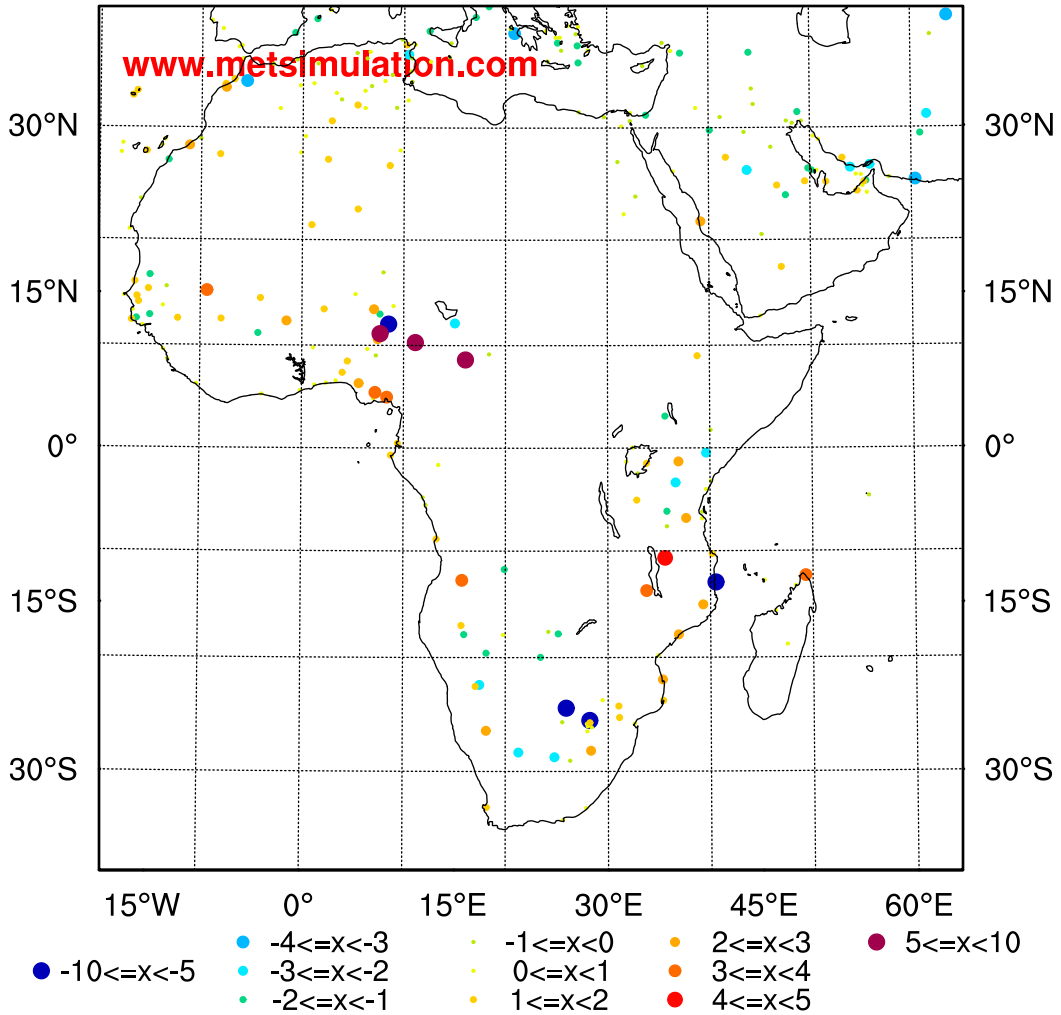 www.metsimulation.com
30°N 30°N
15°N 15°N
0° 0°
15°S 15°S
30°S 30°S
15°W 0° 15°E 30°E 45°E 60°E
-4<=x<-3 -1<=x<0 2<=x<3 5<=x<10
-10<=x<-5 -3<=x<-2 0<=x<1 3<=x<4
-2<=x<-1 1<=x<2 4<=x<5